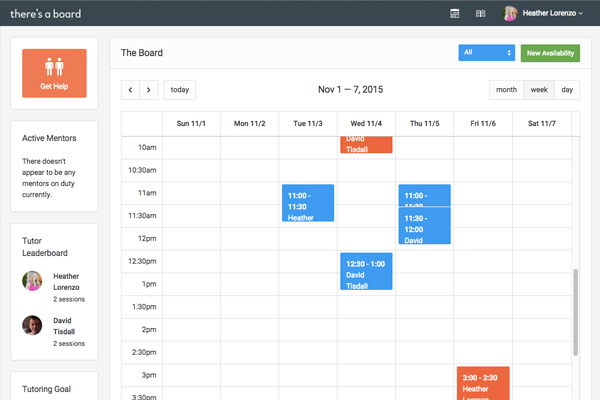 there's a board
Heather Lorenzo
Get Help
Active Mentors
There doesn't
appear to be any
mentors on duty
currently.
Tutor
Leaderboard
Heather
Lorenzo
2 sessions
David
Tisdall
2 sessions
Tutoring Goal
The Board
All
New Availability
today
Nov 1 — 7, 2015
month week day
Sun 11/1 Mon 11/2 Tue 11/3 Wed 11/4 Thu 11/5 Fri 11/6 Sat 11/7
10am
David
Tisdall
10:30am
11am
11:00 -
11:30
Heather
11:00 -
11:30
11:30am
11:30 -
12:00
David
12pm
12:30pm
12:30 - 1:00
David
Tisdall
1pm
1:30pm
2pm
2:30pm
3pm
3:00 - 3:30
Heather
Lorenzo
3:30pm